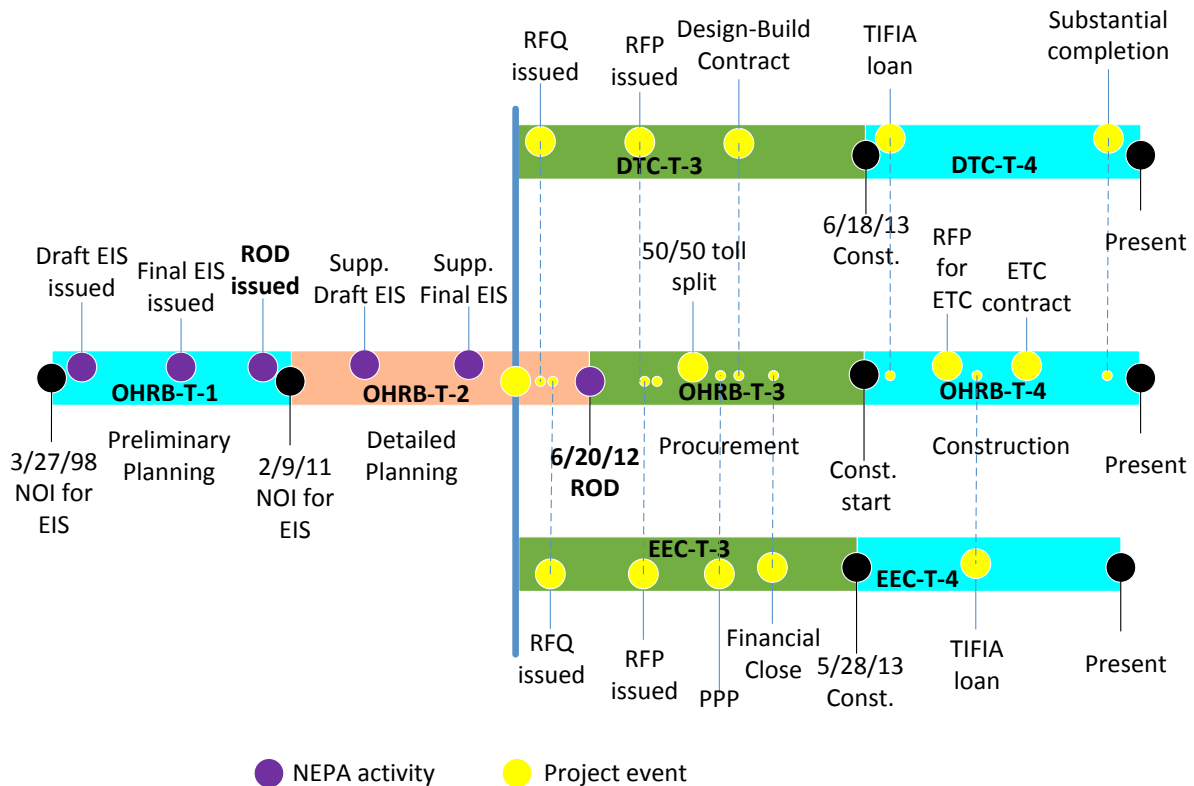 RFQ
issued
RFP
issued
Design-Build
Contract
TIFIA
loan
Substantial
completion
DTC-T-3
DTC-T-4
6/18/13
Const.
Present
Draft EIS
issued
Final EIS
issued
ROD
issued
Supp.
Draft EIS
Supp.
Final EIS
50/50 toll
split
RFP
for
ETC
ETC
contract
OHRB-T-1
OHRB-T-2
OHRB-T-3
OHRB-T-4
3/27/98
NOI for
EIS
Preliminary
Planning
2/9/11
NOI for
EIS
Detailed
Planning
6/20/12
ROD
Procurement
Const.
start
Construction
Present
EEC-T-3
EEC-T-4
RFQ
issued
RFP
issued
PPP
Financial
Close
5/28/13
Const.
TIFIA
loan
Present
NEPA activity
Project event